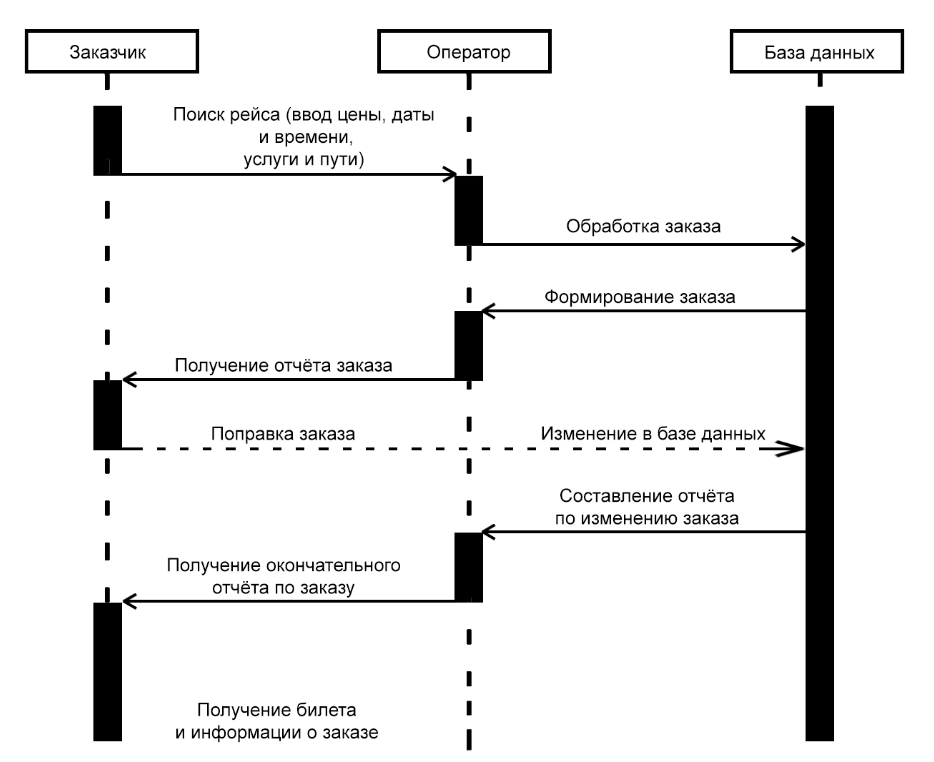 Заказчик
Оператор
База данных
Поиск рейса (ввод цены, даты
и времени,
услуги и пути)
Обработка заказа
Формирование заказа
Получение отчёта заказа
Поправка заказа
Изменение в базе данных
Составление отчёта
по изменению заказа
Получение окончательного
отчёта по заказу
Получение билета
и информации о заказе